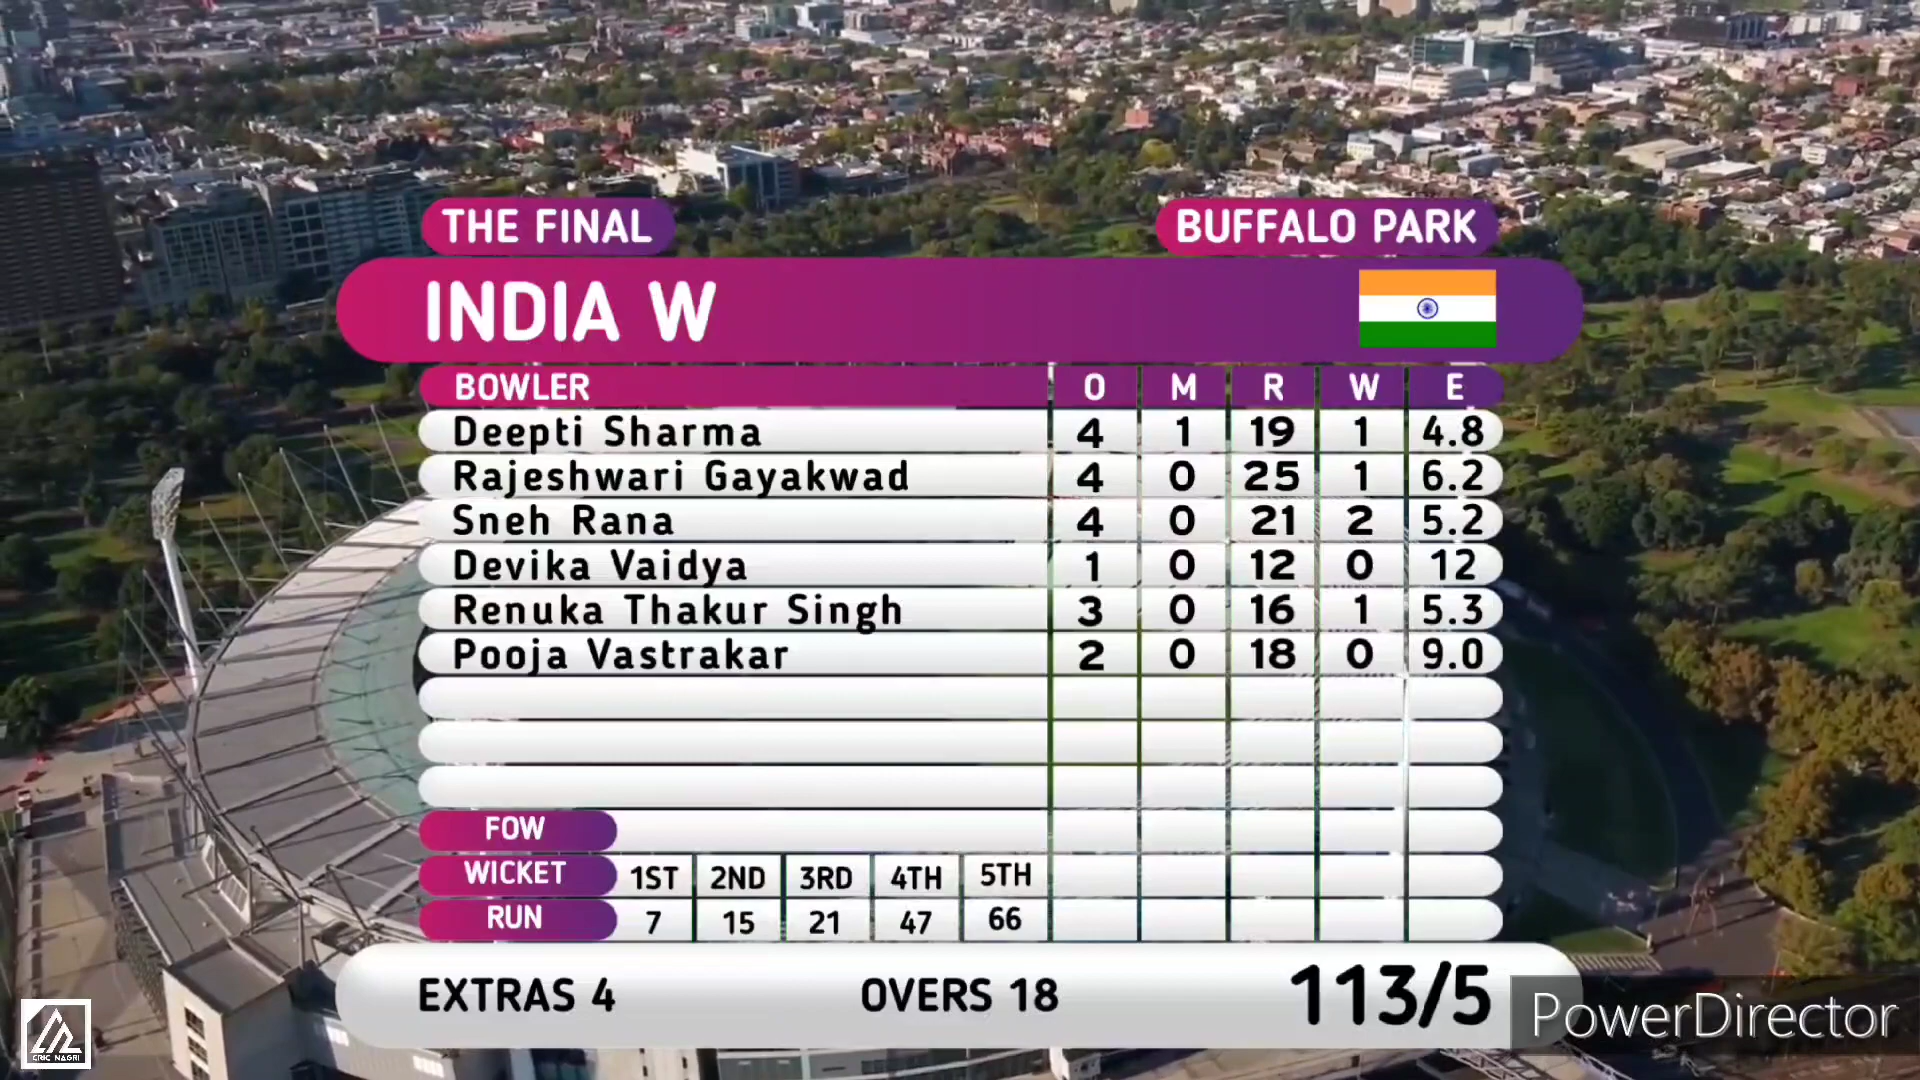 THE FINAL
BUFFALO PARK
INDIA W
BOWLER O M R W E
Deepti Sharma 4 1 19 1 4.8
Rajeshwari Gayakwad 4 0 25 1 6.2
Sneh Rana 4 0 21 2 5.2
Devika Vaidya 1 0 12 0 12
Renuka Thakur Singh 3 0 16 1 5.3
Pooja Vastrakar 2 0 18 0 9.0
FOW
WICKET 1ST 2ND 3RD 4TH 5TH
RUN 7 15 21 47 66
EXTRAS 4 OVERS 18 113/5
PowerDirector
CRIC NAGRI